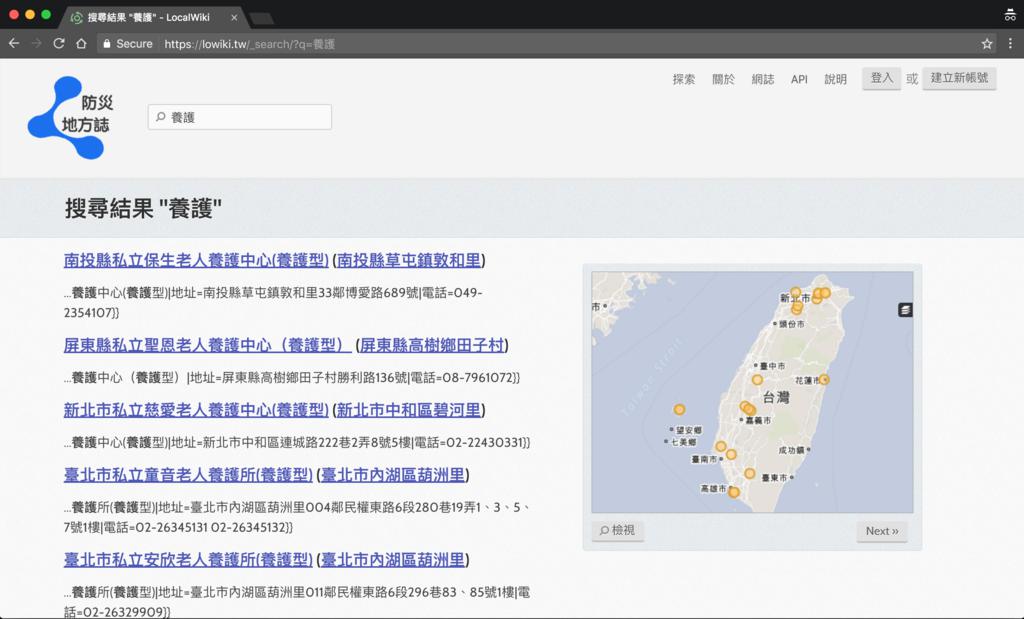 搜尋結果 "養護" - LocalWiki
Secure https://lowiki.tw/_search/?q=養護
探索 關於 網誌 API 說明 登入 或 建立新帳號
防災
地方誌
養護
搜尋結果 "養護"
南投縣私立保生老人養護中心(養護型) (南投縣草屯鎮敦和里)
...養護中心(養護型)|地址=南投縣草屯鎮敦和里33鄰博愛路689號|電話=049-
2354107}}
屏東縣私立聖恩老人養護中心（養護型） (屏東縣高樹鄉田子村)
...養護中心（養護型）|地址=屏東縣高樹鄉田子村勝利路136號|電話=08-7961072}}
新北市私立慈愛老人養護中心(養護型) (新北市中和區碧河里)
...養護中心(養護型)|地址=新北市中和區連城路222巷2弄8號5樓|電話=02-22430331}}
臺北市私立童音老人養護所(養護型) (臺北市內湖區葫洲里)
...養護所(養護型)|地址=臺北市內湖區葫洲里004鄰民權東路6段280巷19弄1、3、5、
7號1樓|電話=02-26345131 02-26345132}}
臺北市私立安欣老人養護所(養護型) (臺北市內湖區葫洲里)
...養護所(養護型)|地址=臺北市內湖區葫洲里011鄰民權東路6段296巷83、85號1樓|電
話=02-26329909}}
新北市
市
頭份市
Taiwan Strait
臺中市
花蓮市
台灣
嘉義市
望安鄉
七美鄉
成功鎮
臺南市
臺東市
高雄市
檢視 Next »